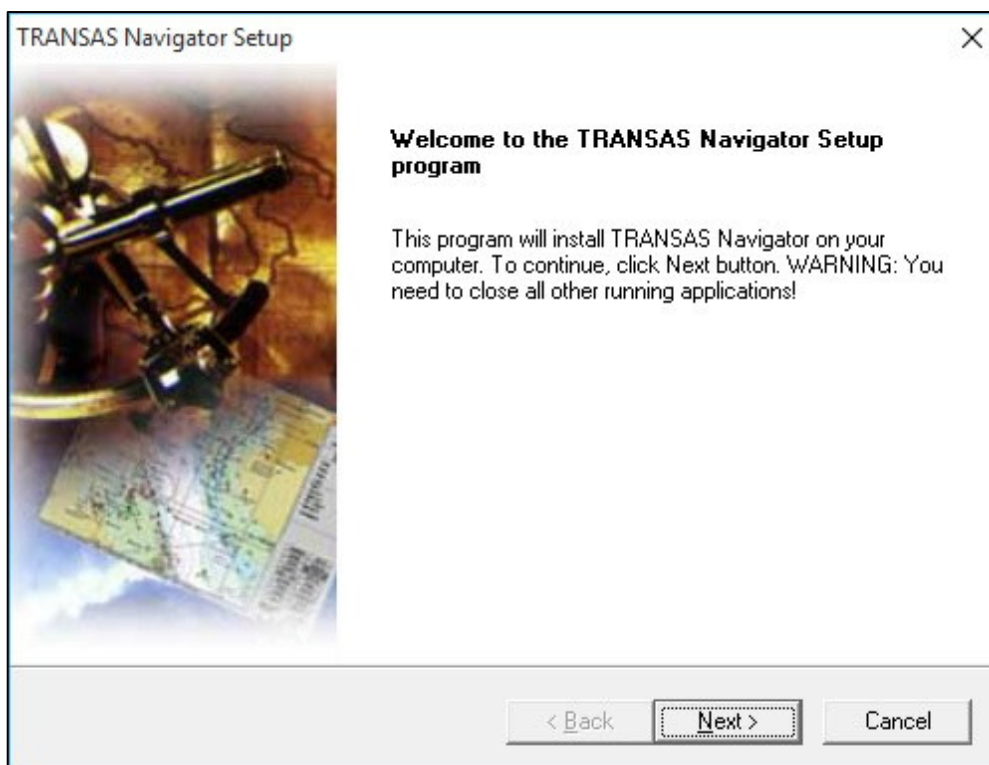 TRANSAS Navigator Setup
Welcome to the TRANSAS Navigator Setup
program
This program will install TRANSAS Navigator on your
computer. To continue, click Next button. WARNING: You
need to close all other running applications!
< Back
Next >
Cancel